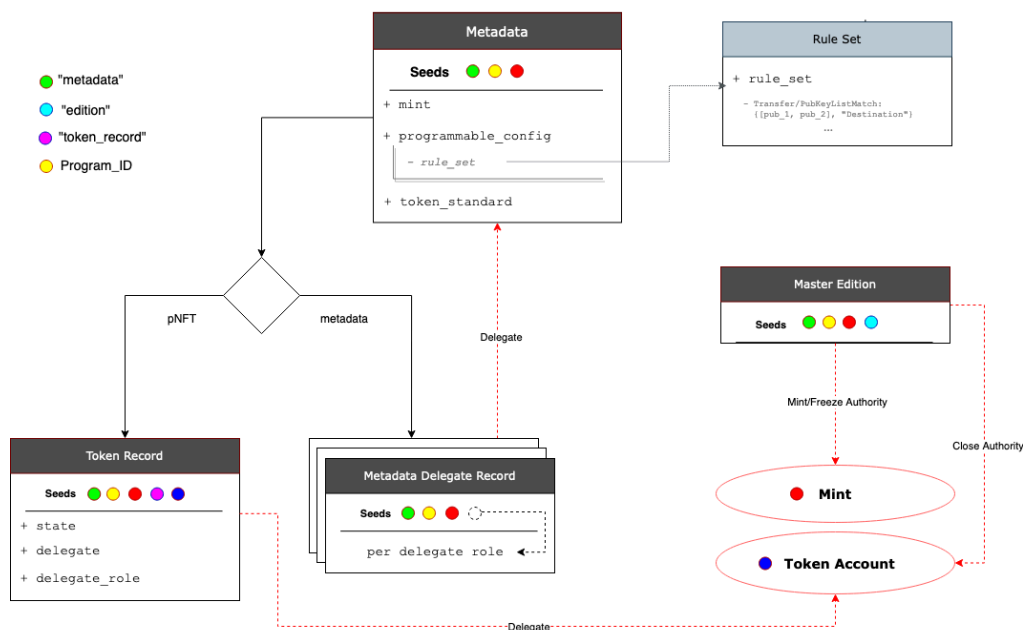 Metadata
Seeds
+ mint
+ programmable_config
- rule_set
+ token_standard
Rule Set
+ rule_set
- Transfer/PubKeyListMatch:
{[pub_1, pub_2], "Destination"}
...
"metadata"
"edition"
"token_record"
Program_ID
pNFT
metadata
Delegate
Master Edition
Seeds
Mint/Freeze Authority
Close Authority
Token Record
Seeds
+ state
+ delegate
+ delegate_role
Metadata Delegate Record
Seeds
per delegate role
Mint
Token Account
Delegate